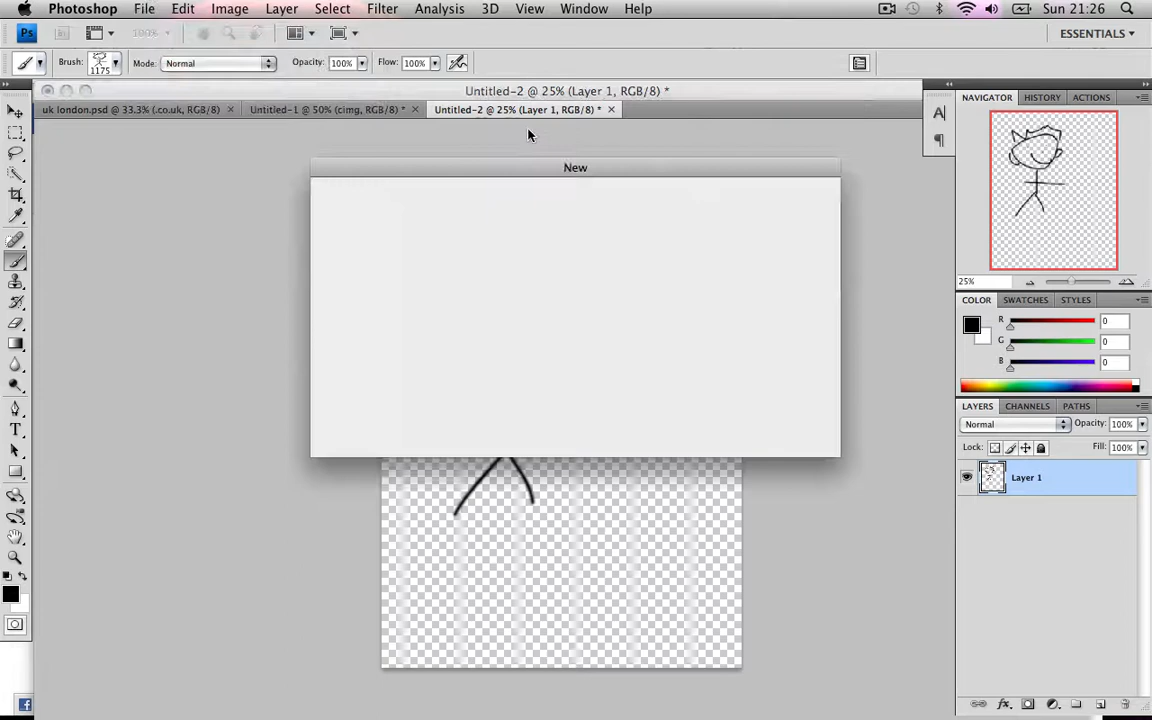 Photoshop File Edit Image Layer Select Filter Analysis 3D View Window Help Sun 21:26
Ps 100% ESSENTIALS
Brush: 1175 Mode: Normal Opacity: 100% Flow: 100%
Untitled-2 @ 25% (Layer 1, RGB/8) *
uk london.psd @ 33.3% (.co.uk, RGB/8) Untitled-1 @ 50% (cimg, RGB/8) * Untitled-2 @ 25% (Layer 1, RGB/8) *
New
NAVIGATOR HISTORY ACTIONS
25%
COLOR SWATCHES STYLES
R 0
G 0
B 0
LAYERS CHANNELS PATHS
Normal Opacity: 100%
Lock: Fill: 100%
Layer 1